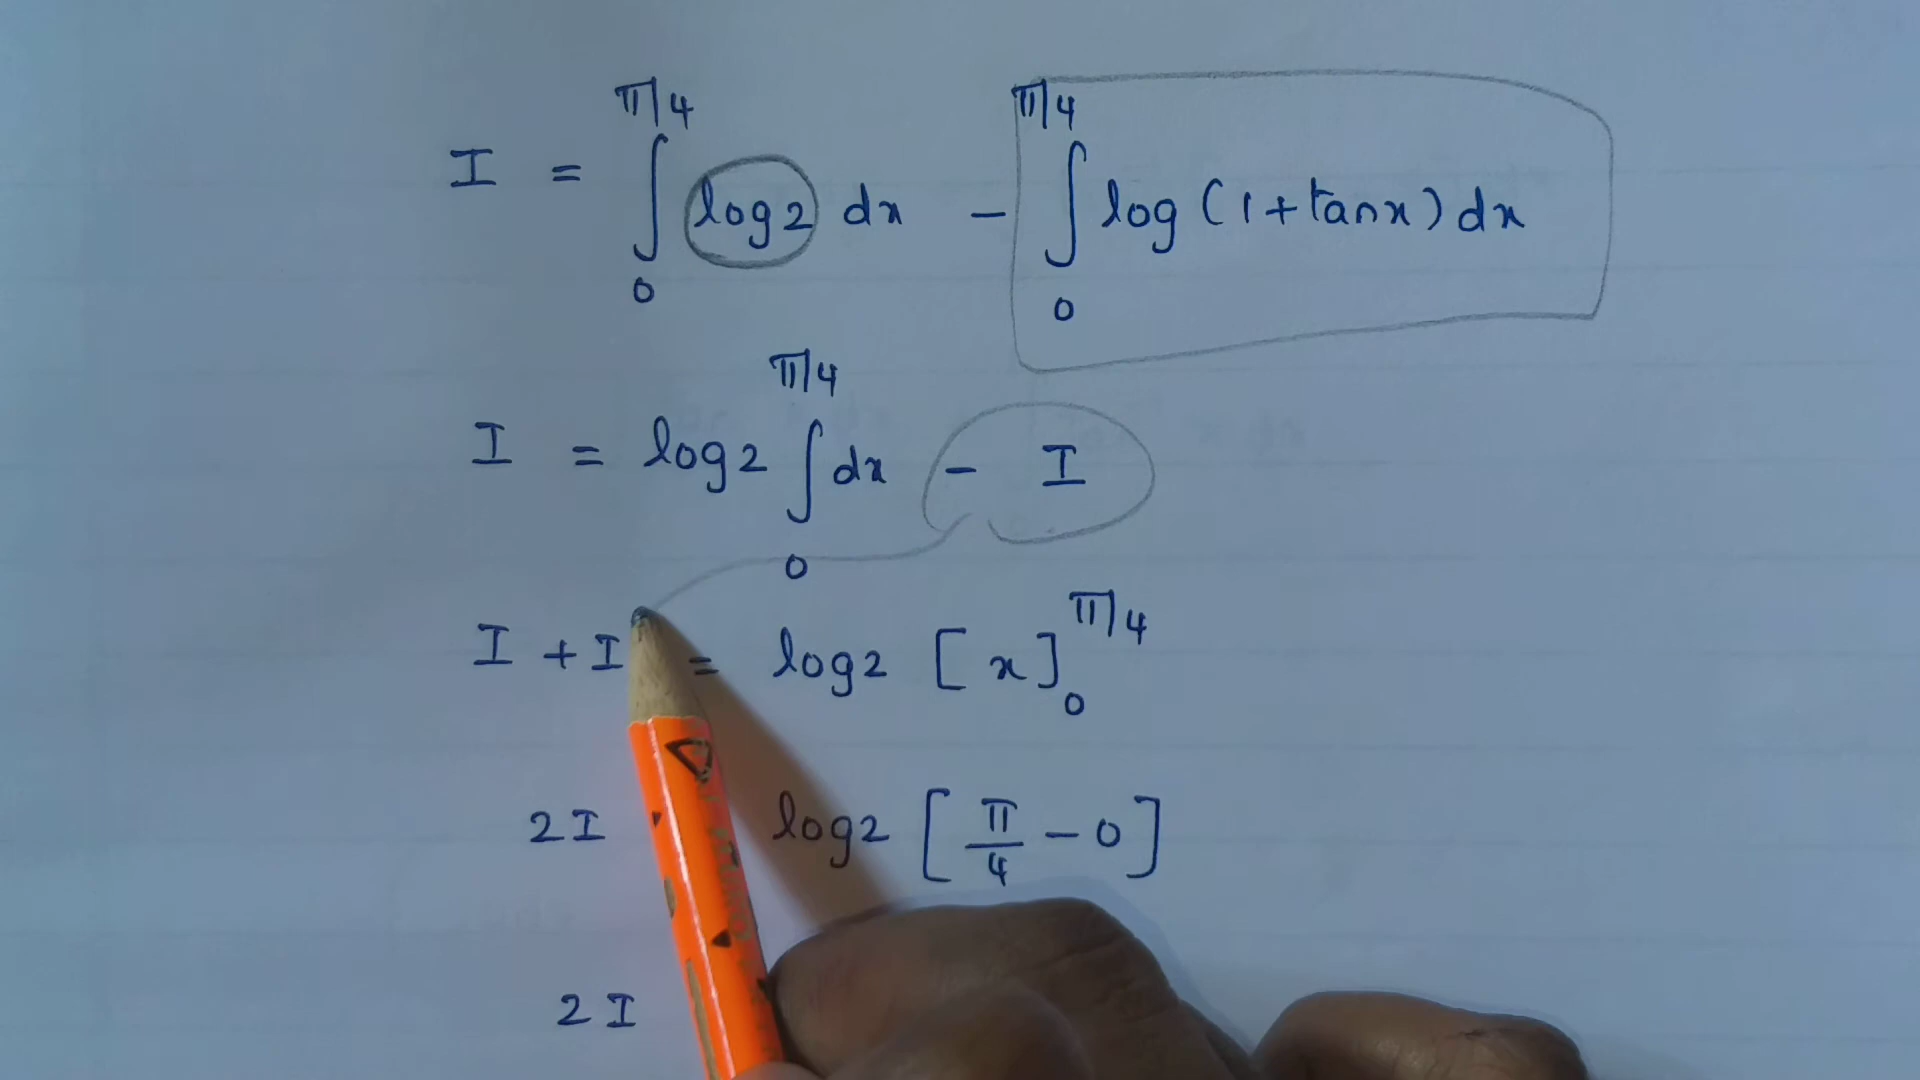 I = ∫₀^π/4 log2 dx - ∫₀^π/4 log(1+tanx)dx
I = log2 ∫₀^π/4 dx - I
I + I = log2 [x]₀^π/4
2I log2 [π/4 - 0]
2I